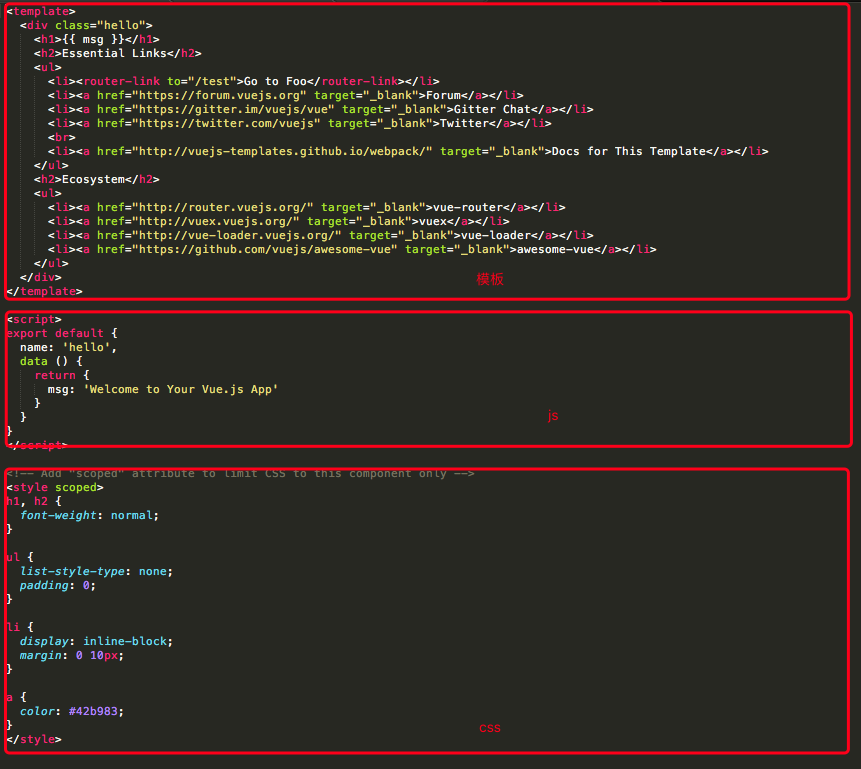 <template>
  <div class="hello">
    <h1>{{ msg }}</h1>
    <h2>Essential Links</h2>
    <ul>
      <li><router-link to="/test">Go to Foo</router-link></li>
      <li><a href="https://forum.vuejs.org" target="_blank">Forum</a></li>
      <li><a href="https://gitter.im/vuejs/vue" target="_blank">Gitter Chat</a></li>
      <li><a href="https://twitter.com/vuejs" target="_blank">Twitter</a></li>
      <br>
      <li><a href="http://vuejs-templates.github.io/webpack/" target="_blank">Docs for This Template</a></li>
    </ul>
    <h2>Ecosystem</h2>
    <ul>
      <li><a href="http://router.vuejs.org/" target="_blank">vue-router</a></li>
      <li><a href="http://vuex.vuejs.org/" target="_blank">vuex</a></li>
      <li><a href="http://vue-loader.vuejs.org/" target="_blank">vue-loader</a></li>
      <li><a href="https://github.com/vuejs/awesome-vue" target="_blank">awesome-vue</a></li>
    </ul>
  </div>
模板
</template>
<script>
export default {
  name: 'hello',
  data () {
    return {
      msg: 'Welcome to Your Vue.js App'
    }
  }
js
}
</script>
<!-- Add "scoped" attribute to limit CSS to this component only -->
<style scoped>
h1, h2 {
  font-weight: normal;
}
ul {
  list-style-type: none;
  padding: 0;
}
li {
  display: inline-block;
  margin: 0 10px;
}
a {
  color: #42b983;
}
css
</style>